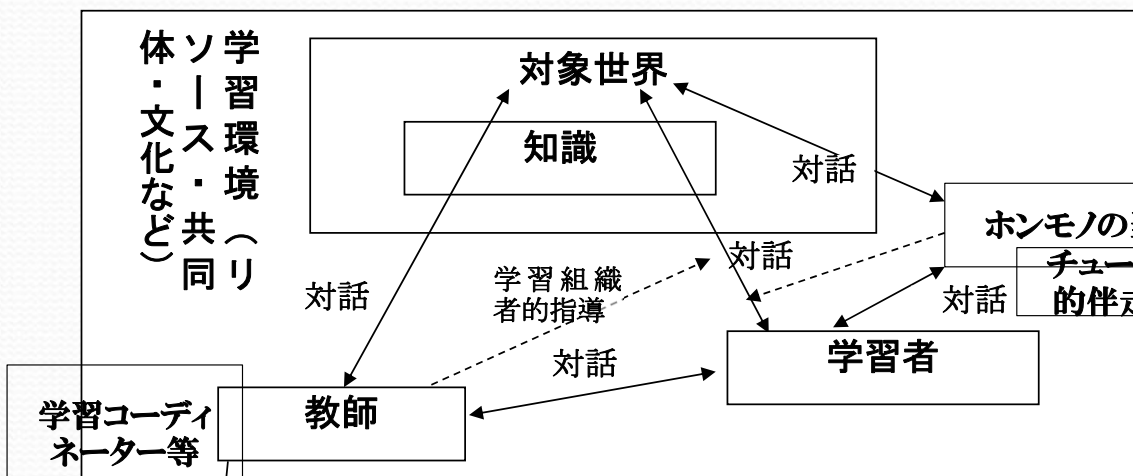 学習環境（リ
ソース・共同
体・文化など）
対象世界
知識
対話
ホンモノの
チュー
的伴走
対話
学習組織
者的指導
対話
対話
対話
学習者
教師
学習コーディ
ネーター等